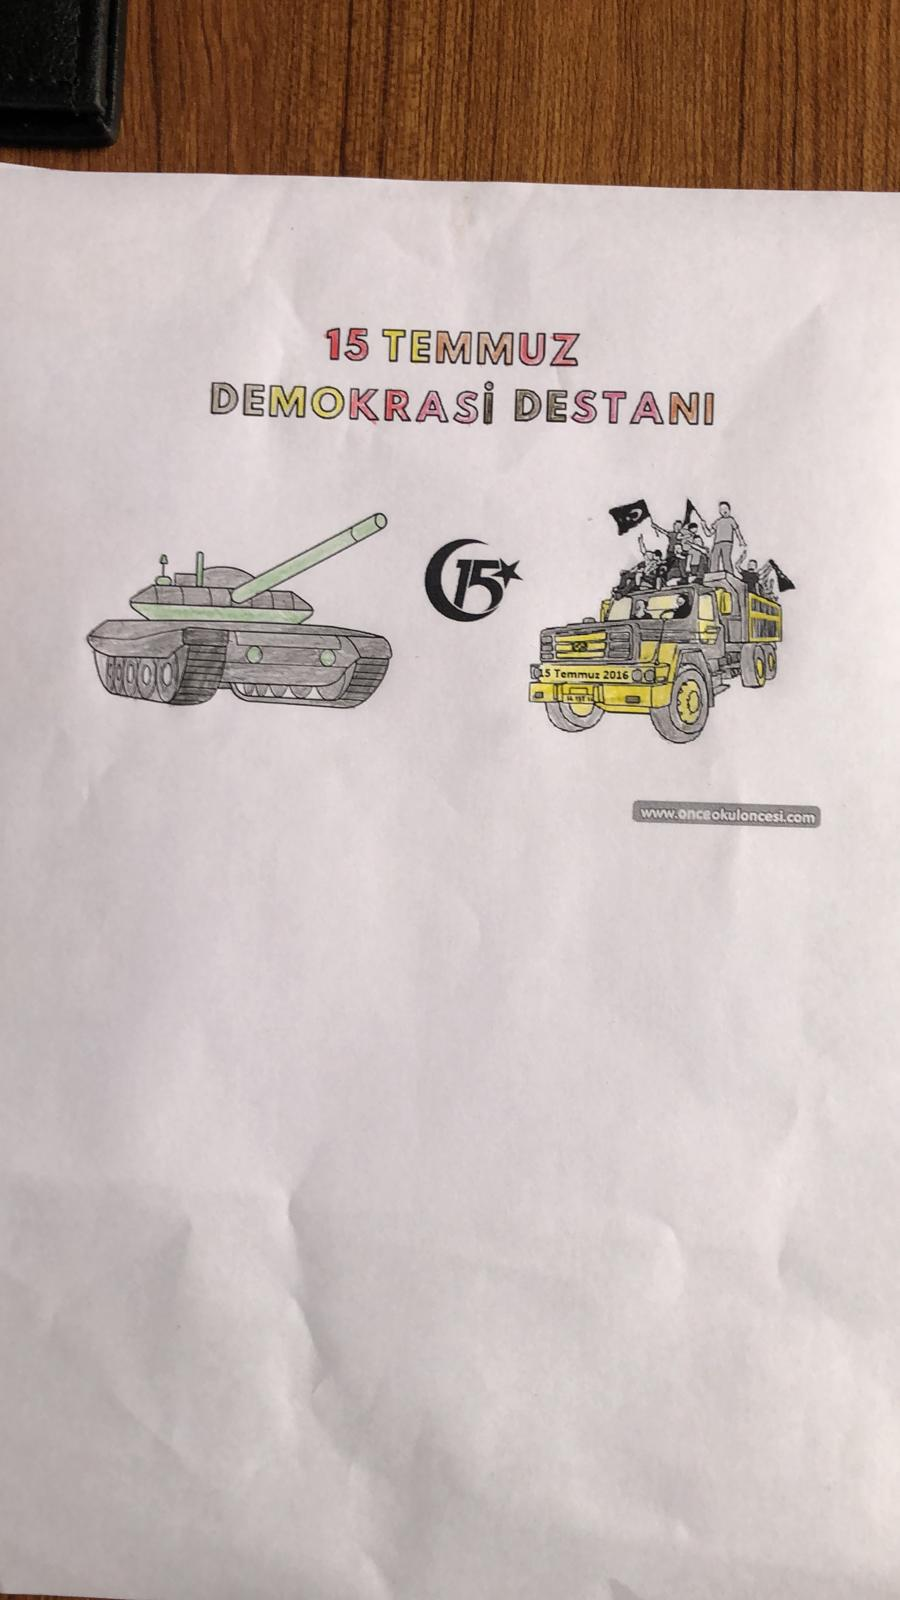 15 TEMMUZ
DEMOKRASİ DESTANI
15
15 Temmuz 2016
www.onceokuloncesi.com